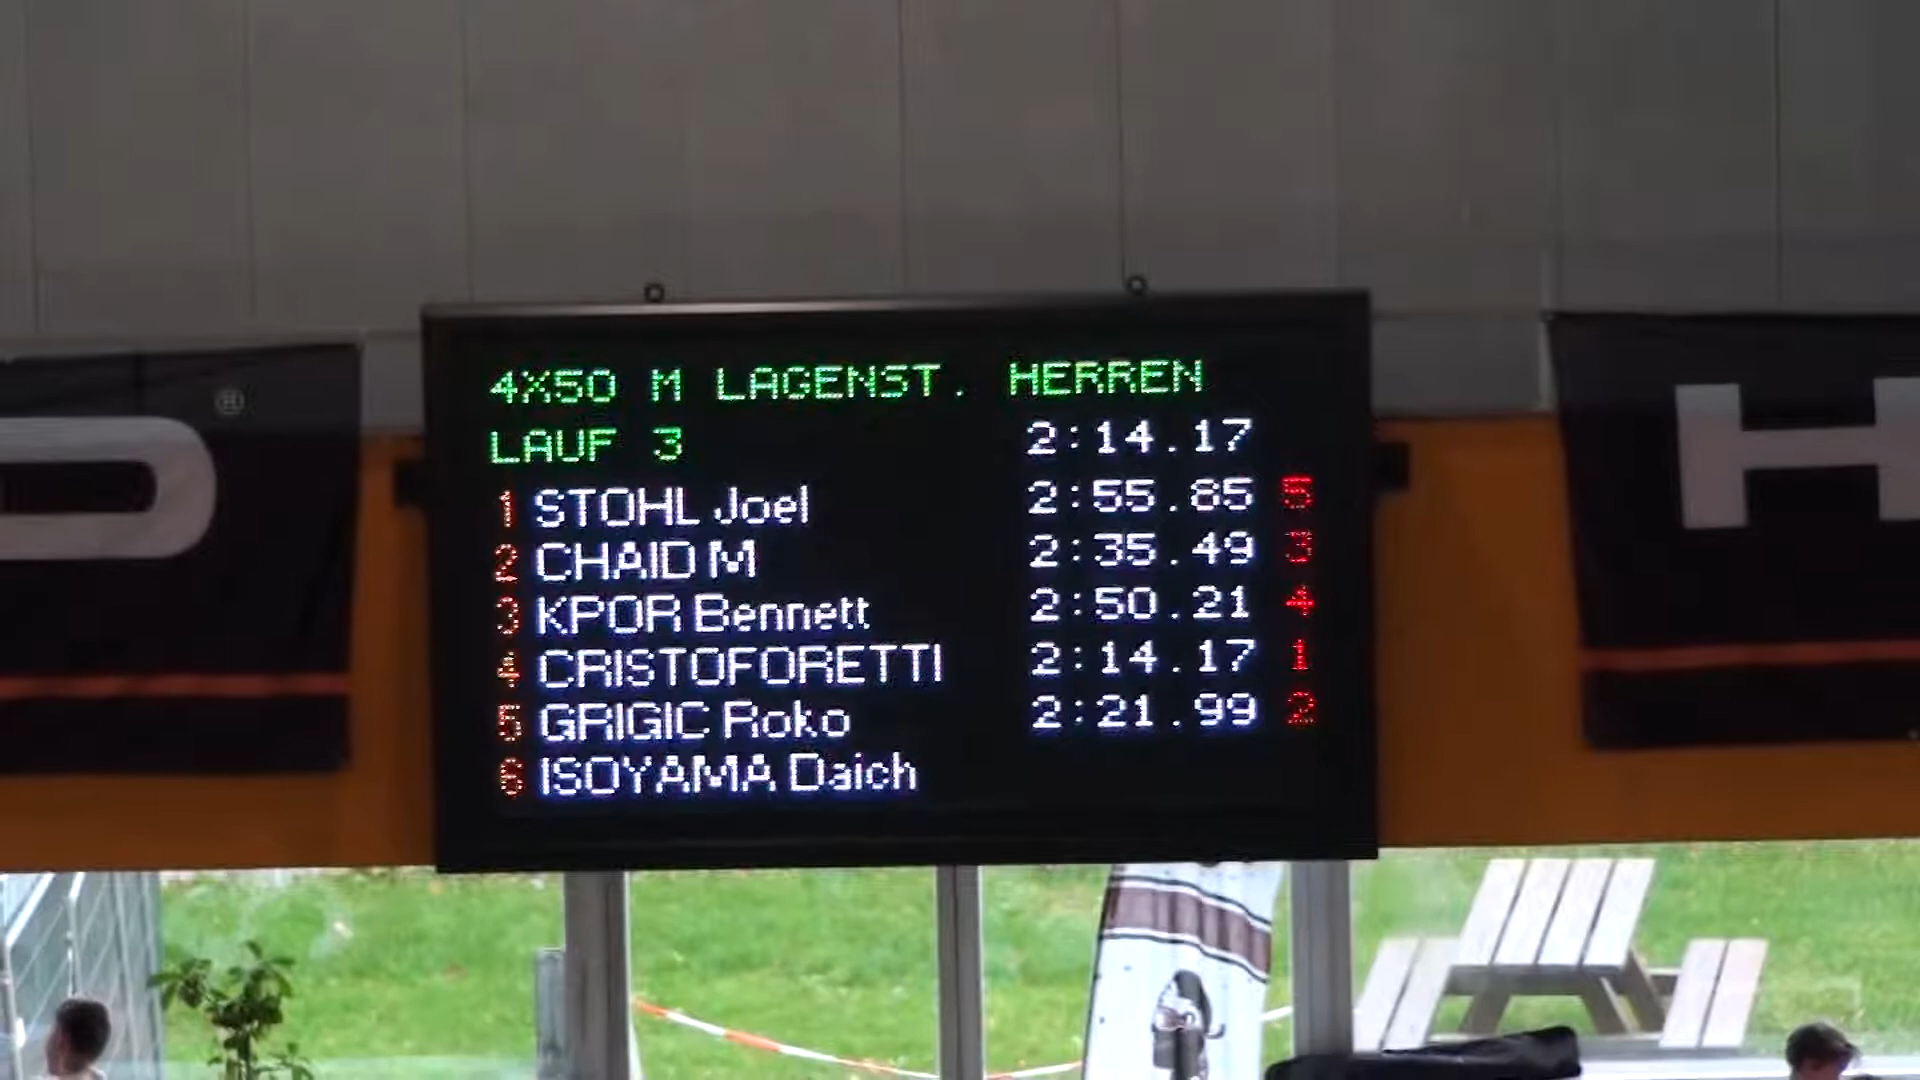 ®
D
H
4X50 M LAGENST. HERREN
LAUF 3 2:14.17
1 STOHL Joel 2:55.85 5
2 CHAID M 2:35.49 3
3 KPOR Bennett 2:50.21 4
4 CRISTOFORETTI 2:14.17 1
5 GRIGIC Roko 2:21.99 2
6 ISOYAMA Daich